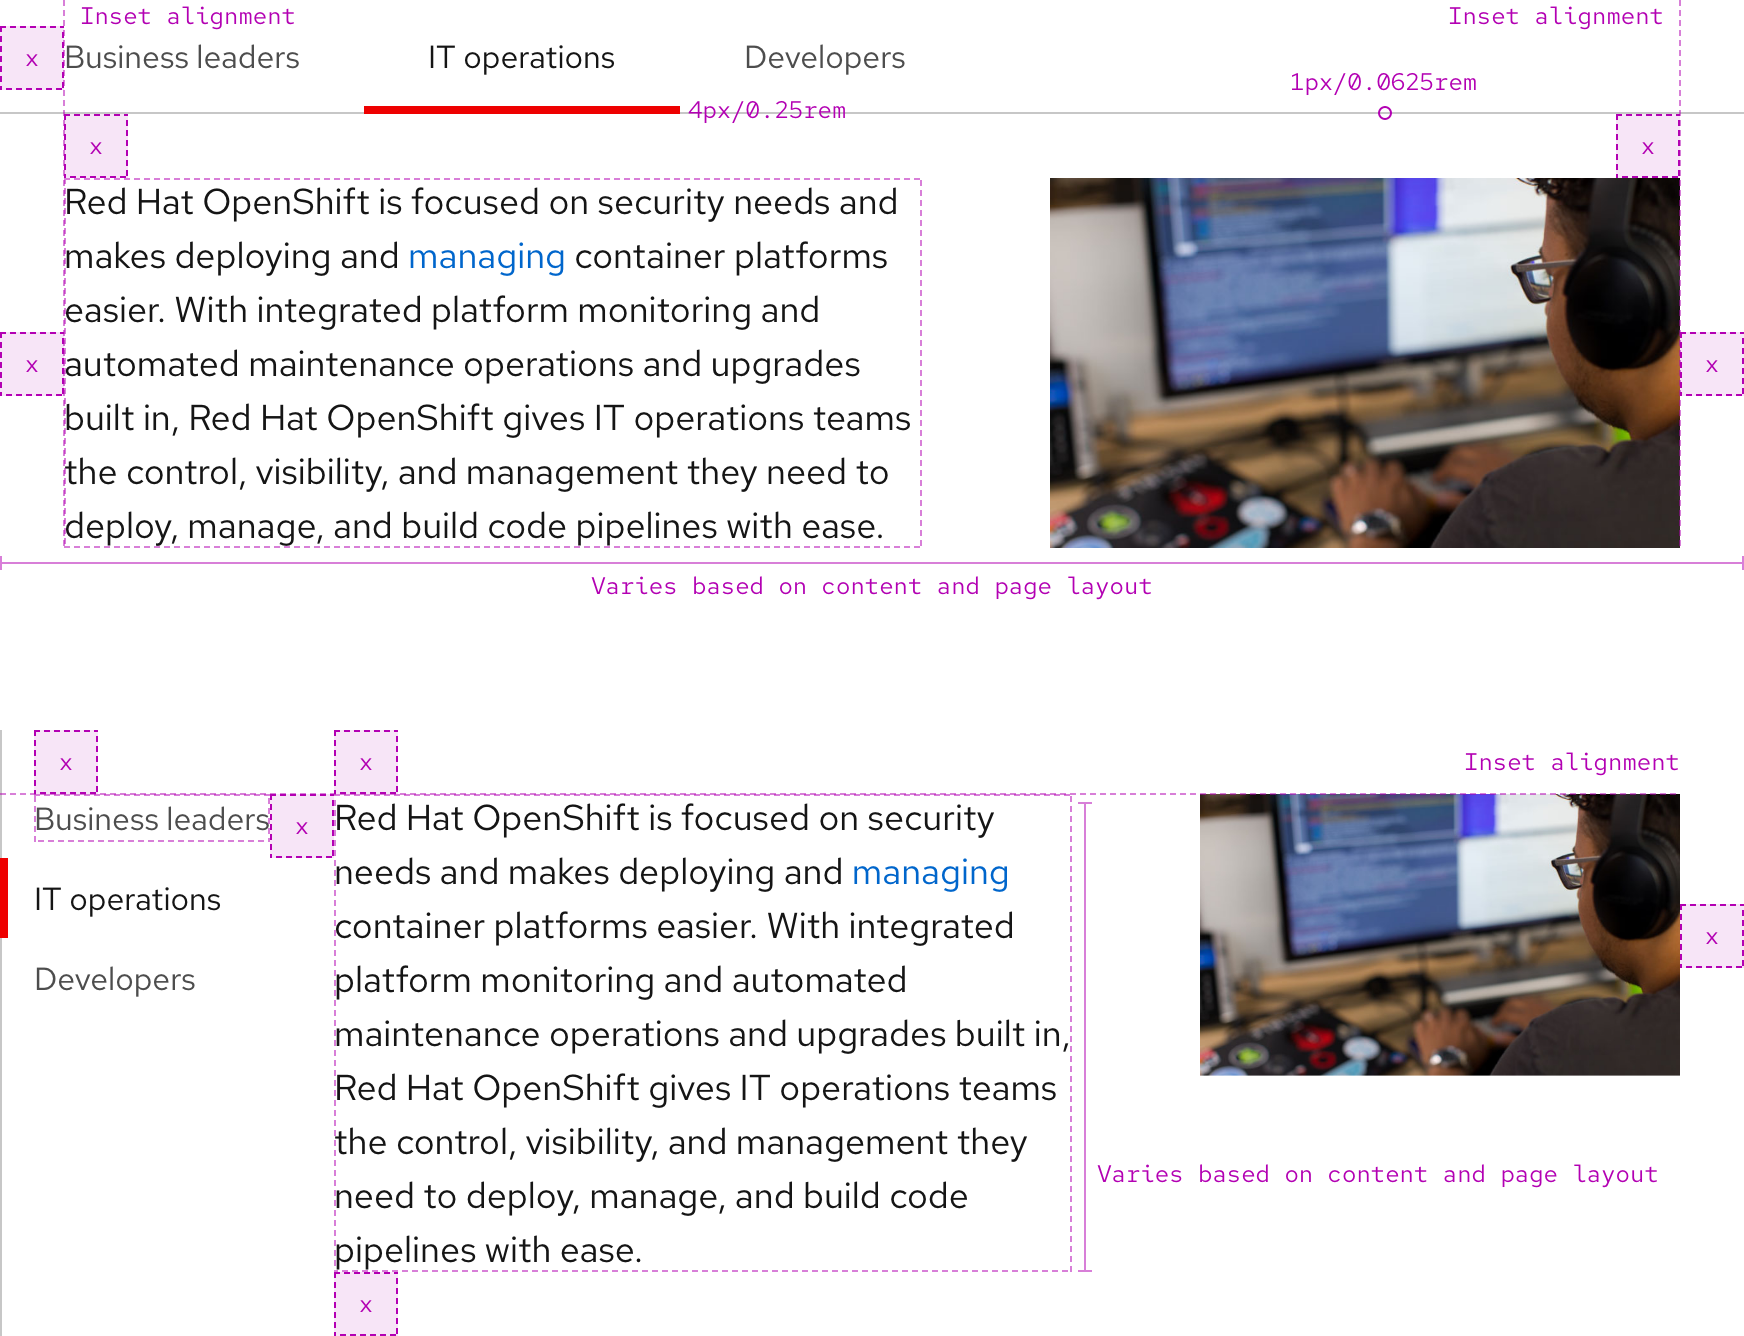 Inset alignment
Inset alignment
x
Business leaders
IT operations
Developers
1px/0.0625rem
4px/0.25rem
x
x
Red Hat OpenShift is focused on security needs and
makes deploying and managing container platforms
easier. With integrated platform monitoring and
x
automated maintenance operations and upgrades
x
built in, Red Hat OpenShift gives IT operations teams
the control, visibility, and management they need to
deploy, manage, and build code pipelines with ease.
Varies based on content and page layout
x
x
Inset alignment
Business leaders
x
IT operations
Developers
Red Hat OpenShift is focused on security
needs and makes deploying and managing
container platforms easier. With integrated
platform monitoring and automated
maintenance operations and upgrades built in,
Red Hat OpenShift gives IT operations teams
the control, visibility, and management they
need to deploy, manage, and build code
pipelines with ease.
x
Varies based on content and page layout
x